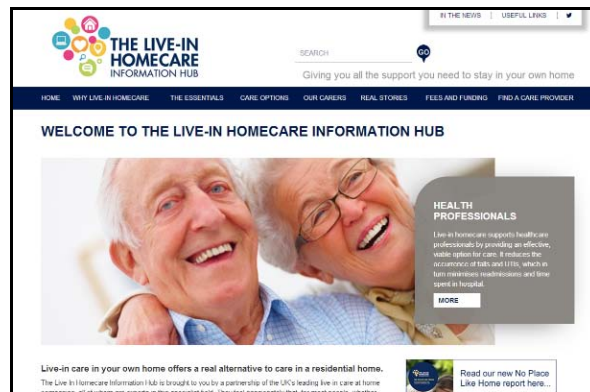 IN THE NEWS | USEFUL LINKS |
THE LIVE-IN
HOMECARE
INFORMATION HUB
SEARCH
GO
Giving you all the support you need to stay in your own home
HOME WHY LIVE-IN HOMECARE THE ESSENTIALS CARE OPTIONS OUR CARERS REAL STORIES FEES AND FUNDING FIND A CARE PROVIDER
WELCOME TO THE LIVE-IN HOMECARE INFORMATION HUB
HEALTH
PROFESSIONALS
Live-in homecare supports healthcare
professionals by providing an effective,
viable option for care. It reduces the
occurrence of falls and UTIs, which in
turn minimises readmissions and time
spent in hospital.
MORE
Live-in care in your own home offers a real alternative to care in a residential home.
The Live In Homecare Information Hub is brought to you by a partnership of the UK's leading live in care at home
Read our new No Place
Like Home report here...